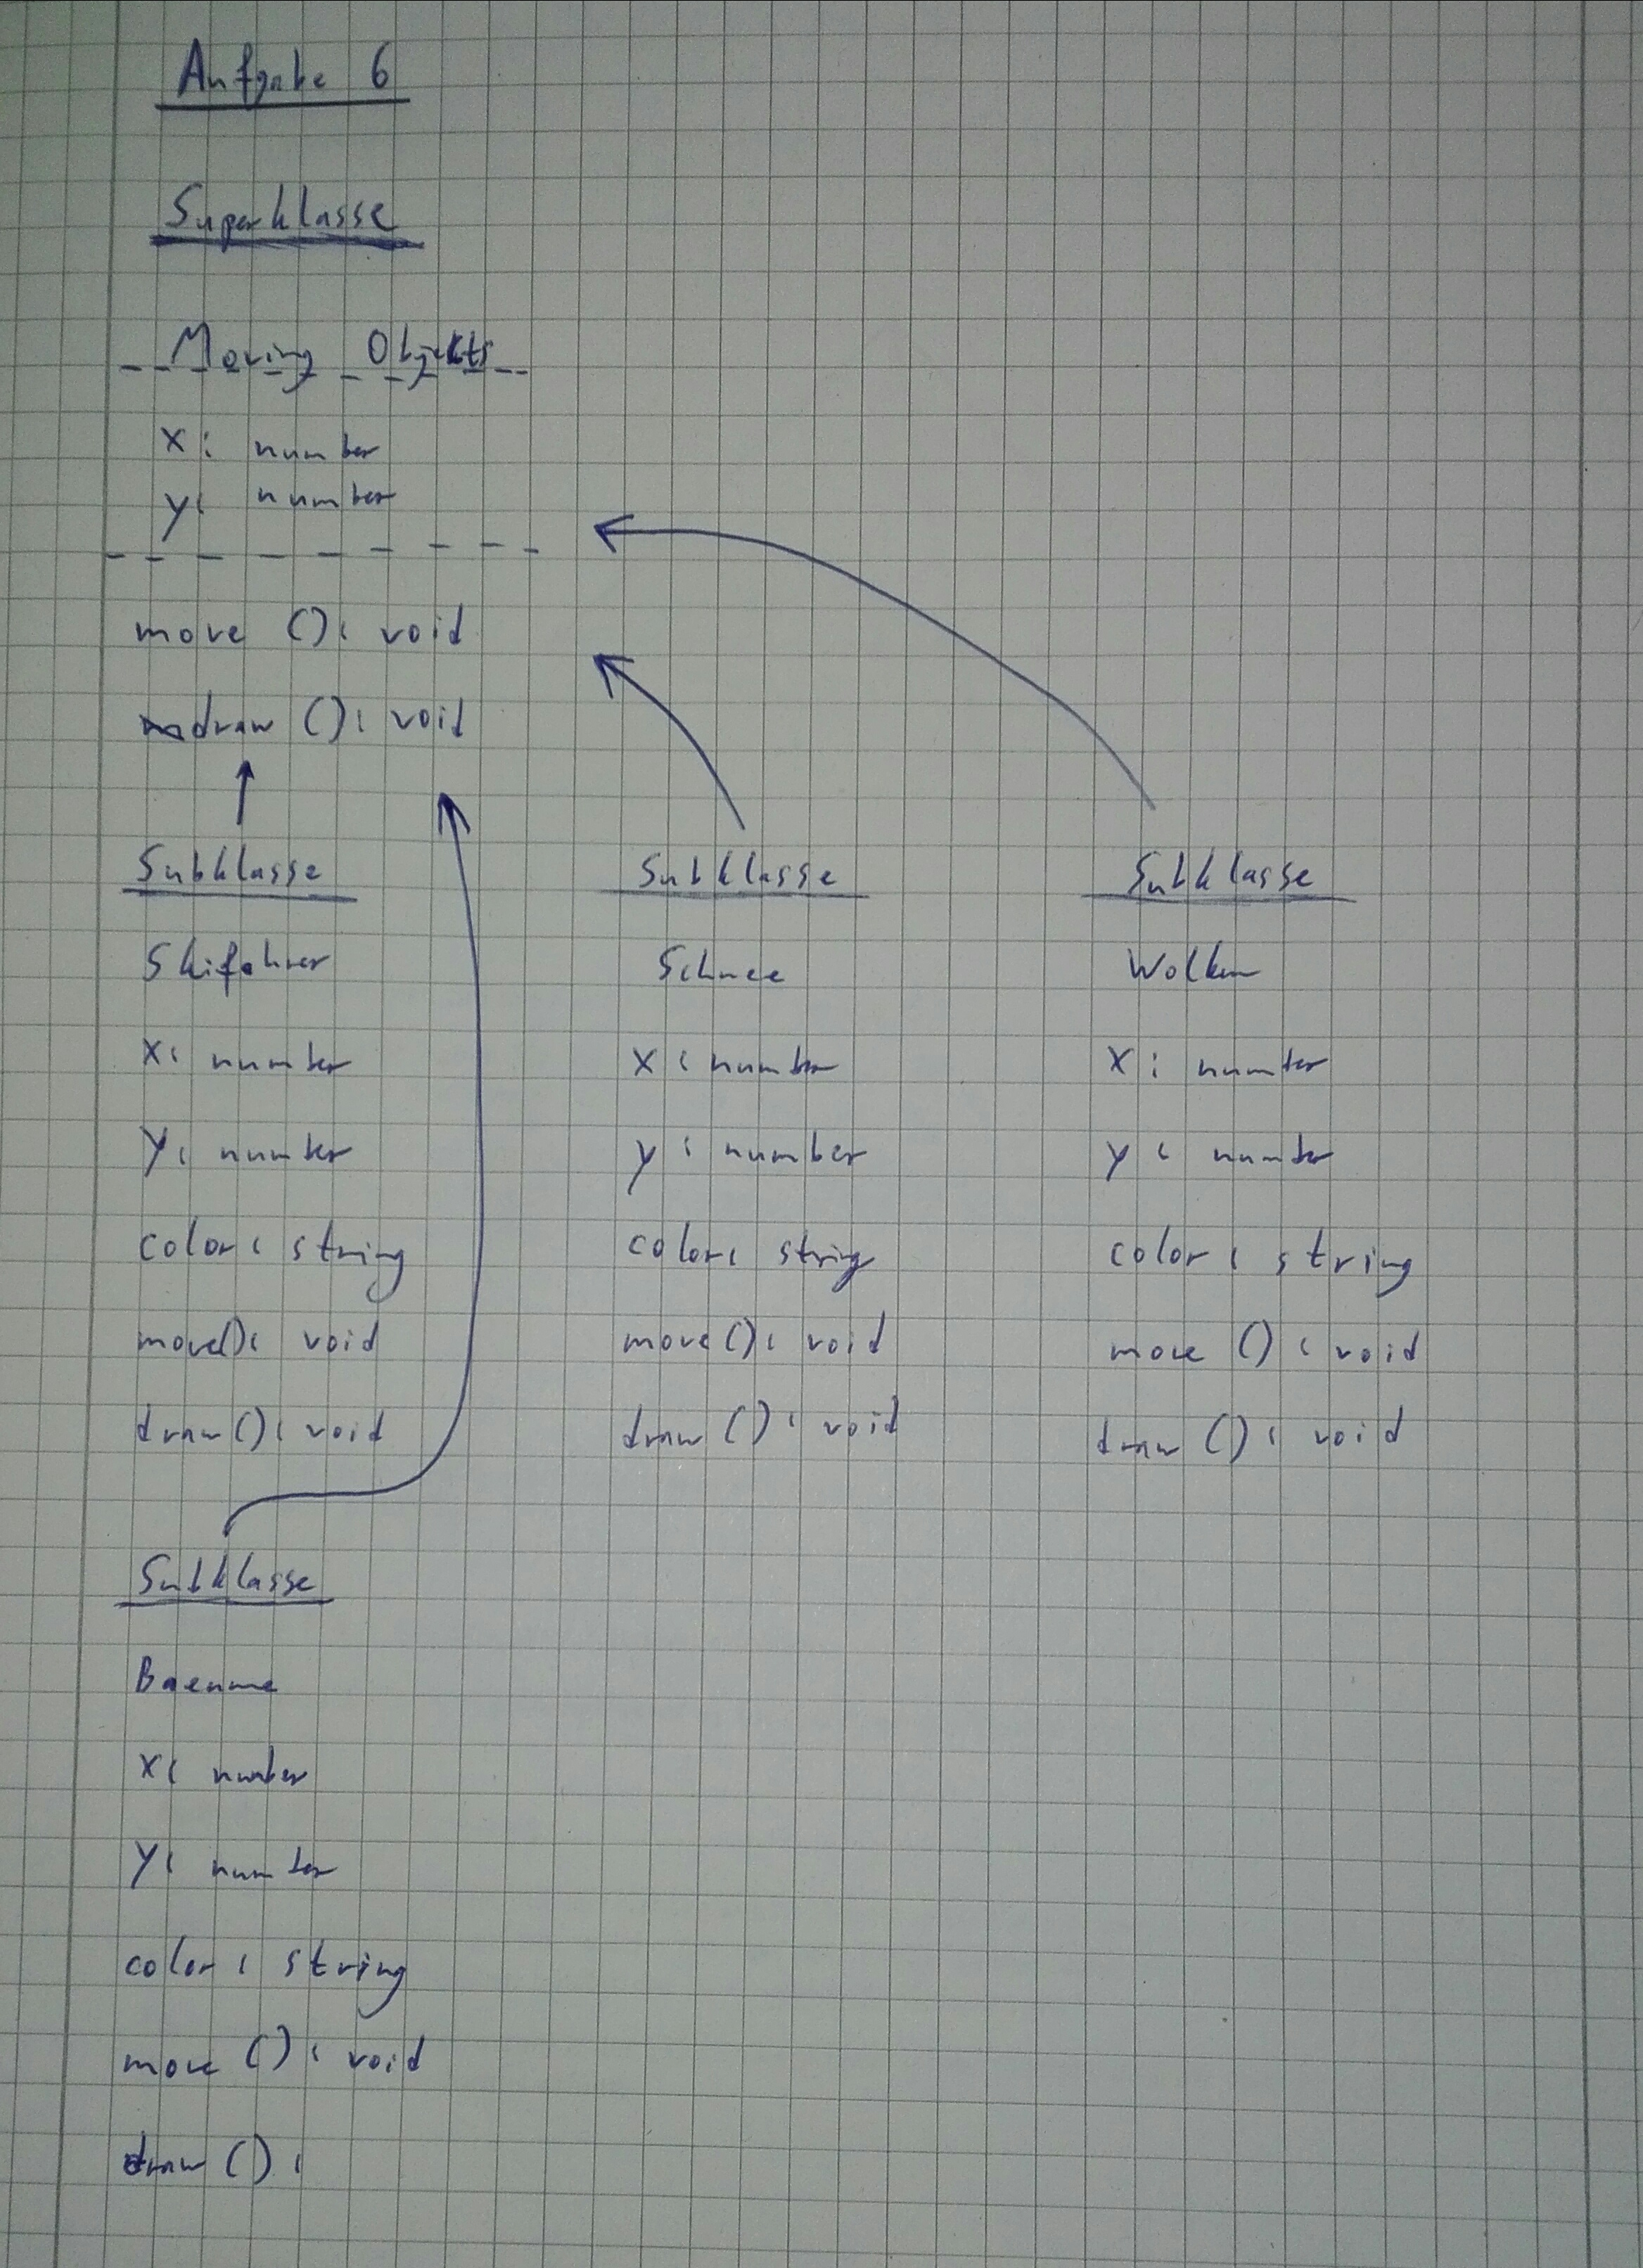 Aufgabe 6
Superklasse
Moving Objekts
x: number
y: number
move (): void
draw (): void
Subklasse
Skifahrer
x: number
y: number
color: string
move(): void
draw(): void
Subklasse
Schnee
x: number
y: number
color: string
move(): void
draw (): void
Subklasse
Wolken
x: number
y: number
color: string
move (): void
draw (): void
Subklasse
Baeume
x: number
y: number
color: string
move (): void
draw ():